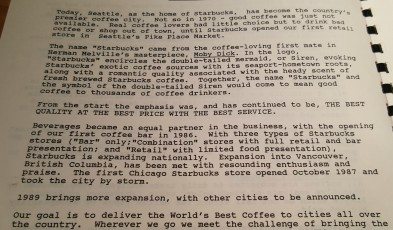 Today, Seattle, as the home of Starbucks, has become the country's
premier coffee city. Not so in 1970 - good coffee was just not
available. Real coffee lovers had little choice but to drink bad
coffee or shop out of town, until Starbucks opened our first retail
store in Seattle's Pike Place Market.
The name "Starbucks" came from the coffee-loving first mate in
Herman Melville's masterpiece, Moby Dick. In the logo,
"Starbucks" encircles the double-tailed mermaid, or Siren, evoking
Starbucks' exotic coffee sources with its seaport-hometown roots,
along with a romantic quality associated with the heady scent of
fresh brewed Starbucks coffee. Together, the name "Starbucks" and
the symbol of the double-tailed Siren would come to mean good
coffee to thousands of coffee drinkers.
From the start the emphasis was, and has continued to be, THE BEST
QUALITY AT THE BEST PRICE WITH THE BEST SERVICE.
Beverages became an equal partner in the business, with the opening
of our first coffee bar in 1986. With three types of Starbucks
stores ("Bar" only;"Combination" stores with full retail and bar
presentation; and "Retail" with limited food presentation),
Starbucks is expanding nationally. Expansion into Vancouver,
British Columbia, has been met with resounding enthusiasm and
praise. The first Chicago Starbucks store opened October 1987 and
took the city by storm.
1989 brings more expansion, with other cities to be announced.
Our goal is to deliver the World's Best Coffee to cities all over
the country. Wherever we go we meet the challenge of bringing the